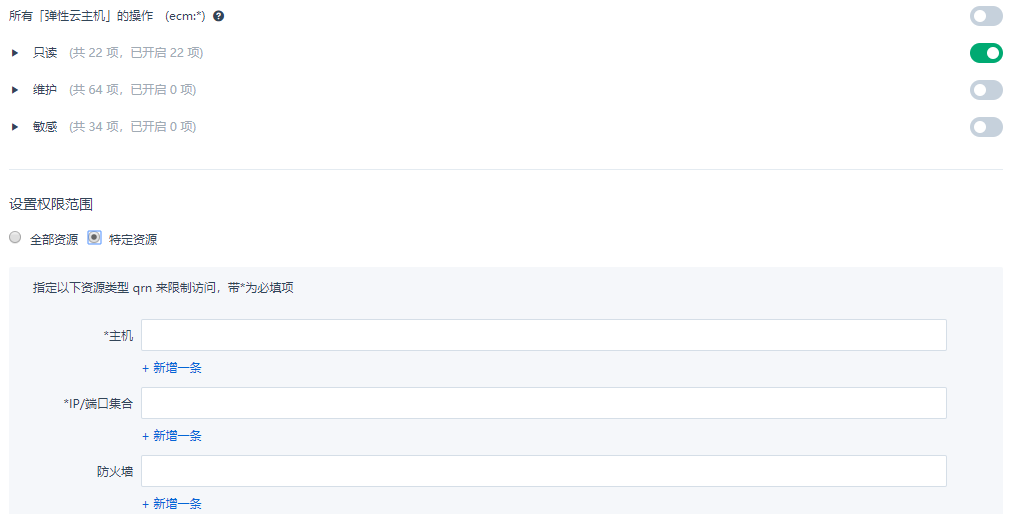 所有「弹性云主机」的操作 (ecm:*) ?
只读 (共 22 项，已开启 22 项)
维护 (共 64 项，已开启 0 项)
敏感 (共 34 项，已开启 0 项)
设置权限范围
全部资源 特定资源
指定以下资源类型 qrn 来限制访问，带*为必填项
*主机
+ 新增一条
*IP/端口集合
+ 新增一条
防火墙
+ 新增一条